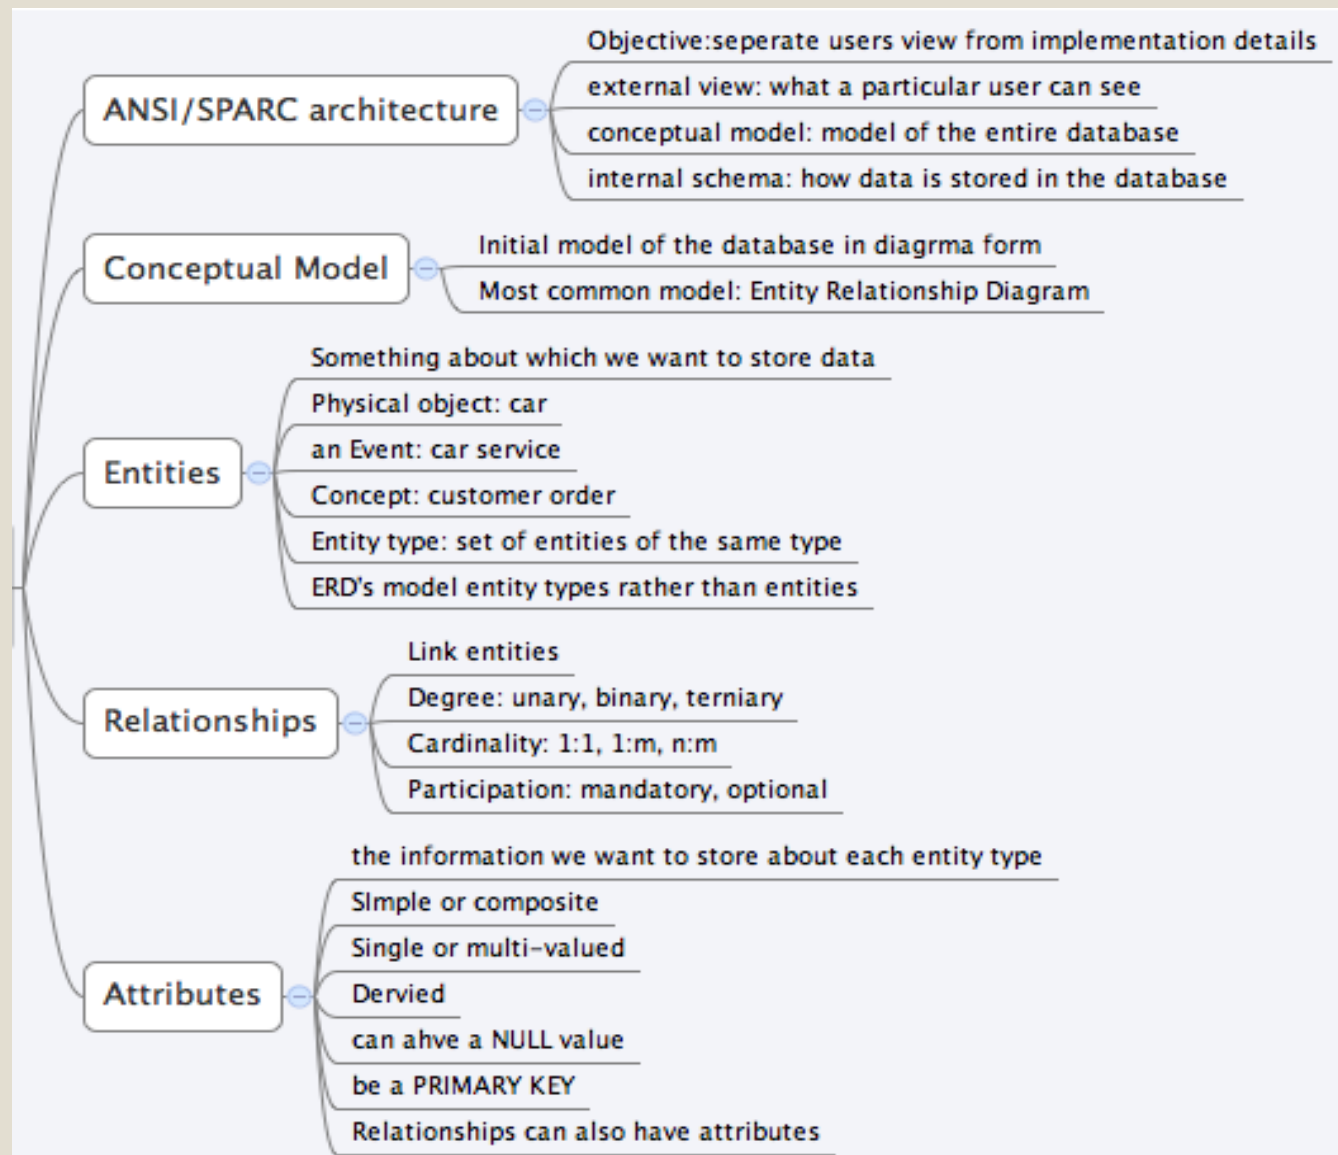 ANSI/SPARC architecture
Objective:seperate users view from implementation details
external view: what a particular user can see
conceptual model: model of the entire database
internal schema: how data is stored in the database
Conceptual Model
Initial model of the database in diagrma form
Most common model: Entity Relationship Diagram
Entities
Something about which we want to store data
Physical object: car
an Event: car service
Concept: customer order
Entity type: set of entities of the same type
ERD's model entity types rather than entities
Relationships
Link entities
Degree: unary, binary, terniary
Cardinality: 1:1, 1:m, n:m
Participation: mandatory, optional
Attributes
the information we want to store about each entity type
SImple or composite
Single or multi-valued
Dervied
can ahve a NULL value
be a PRIMARY KEY
Relationships can also have attributes